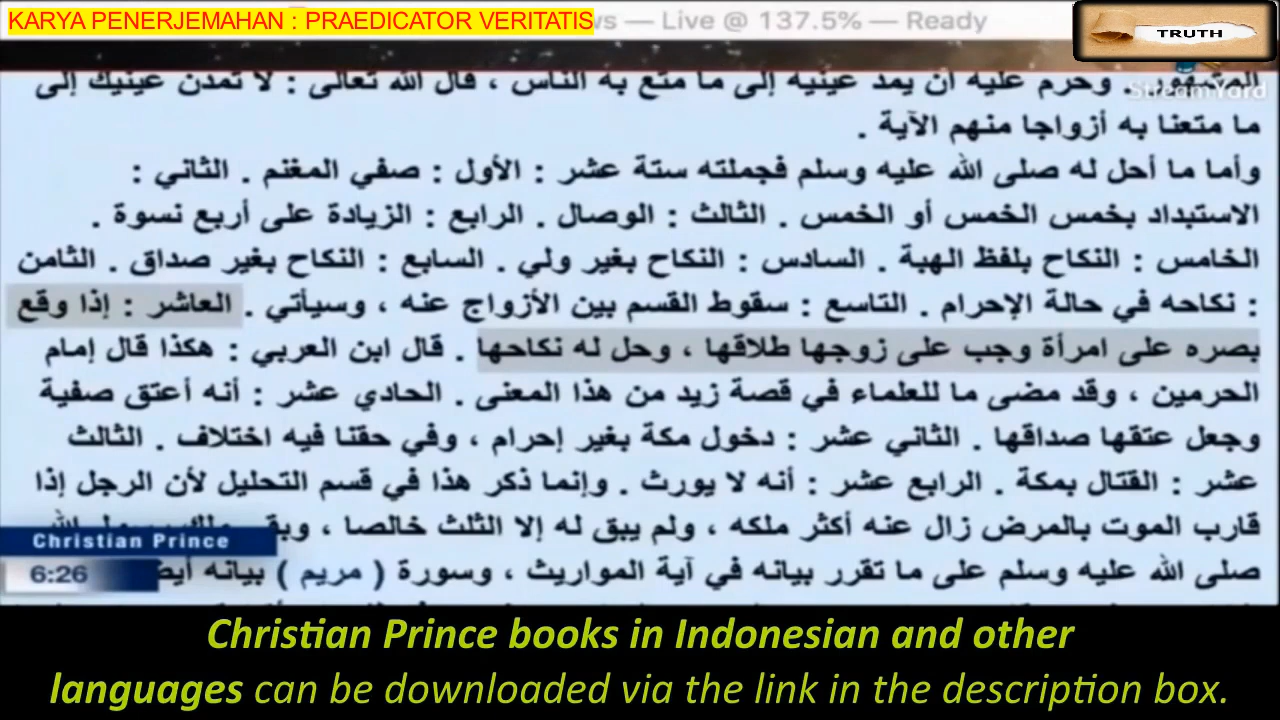 KARYA PENERJEMAHAN : PRAEDICATOR VERITATIS
ws — Live @ 137.5% — Ready
TRUTH
StreamYard
المشهور . وحرم عليه أن يمد عينيه إلى ما متع به الناس ، قال الله تعالى : لا تمدن عينيك إلى
ما متعنا به أزواجا منهم الآية .
وأما ما أحل له صلى الله عليه وسلم فجملته ستة عشر : الأول : صفي المغنم . الثاني :
الاستبداد بخمس الخمس أو الخمس . الثالث : الوصال . الرابع : الزيادة على أربع نسوة .
الخامس : النكاح بلفظ الهبة . السادس : النكاح بغير ولي . السابع : النكاح بغير صداق . الثامن
: نكاحه في حالة الإحرام . التاسع : سقوط القسم بين الأزواج عنه ، وسيأتي . العاشر : إذا وقع
بصره على امرأة وجب على زوجها طلاقها ، وحل له نكاحها . قال ابن العربي : هكذا قال إمام
الحرمين ، وقد مضى ما للعلماء في قصة زيد من هذا المعنى . الحادي عشر : أنه أعتق صفية
وجعل عتقها صداقها . الثاني عشر : دخول مكة بغير إحرام ، وفي حقنا فيه اختلاف . الثالث
عشر : القتال بمكة . الرابع عشر : أنه لا يورث . وإنما ذكر هذا في قسم التحليل لأن الرجل إذا
قارب الموت بالمرض زال عنه أكثر ملكه ، ولم يبق له إلا الثلث خالصا ،
صلى الله عليه وسلم على ما تقرر بيانه في آية المواريث ، وسورة ( مريم ) بيانه
Christian Prince
6:26
Christian Prince books in Indonesian and other
languages can be downloaded via the link in the description box.